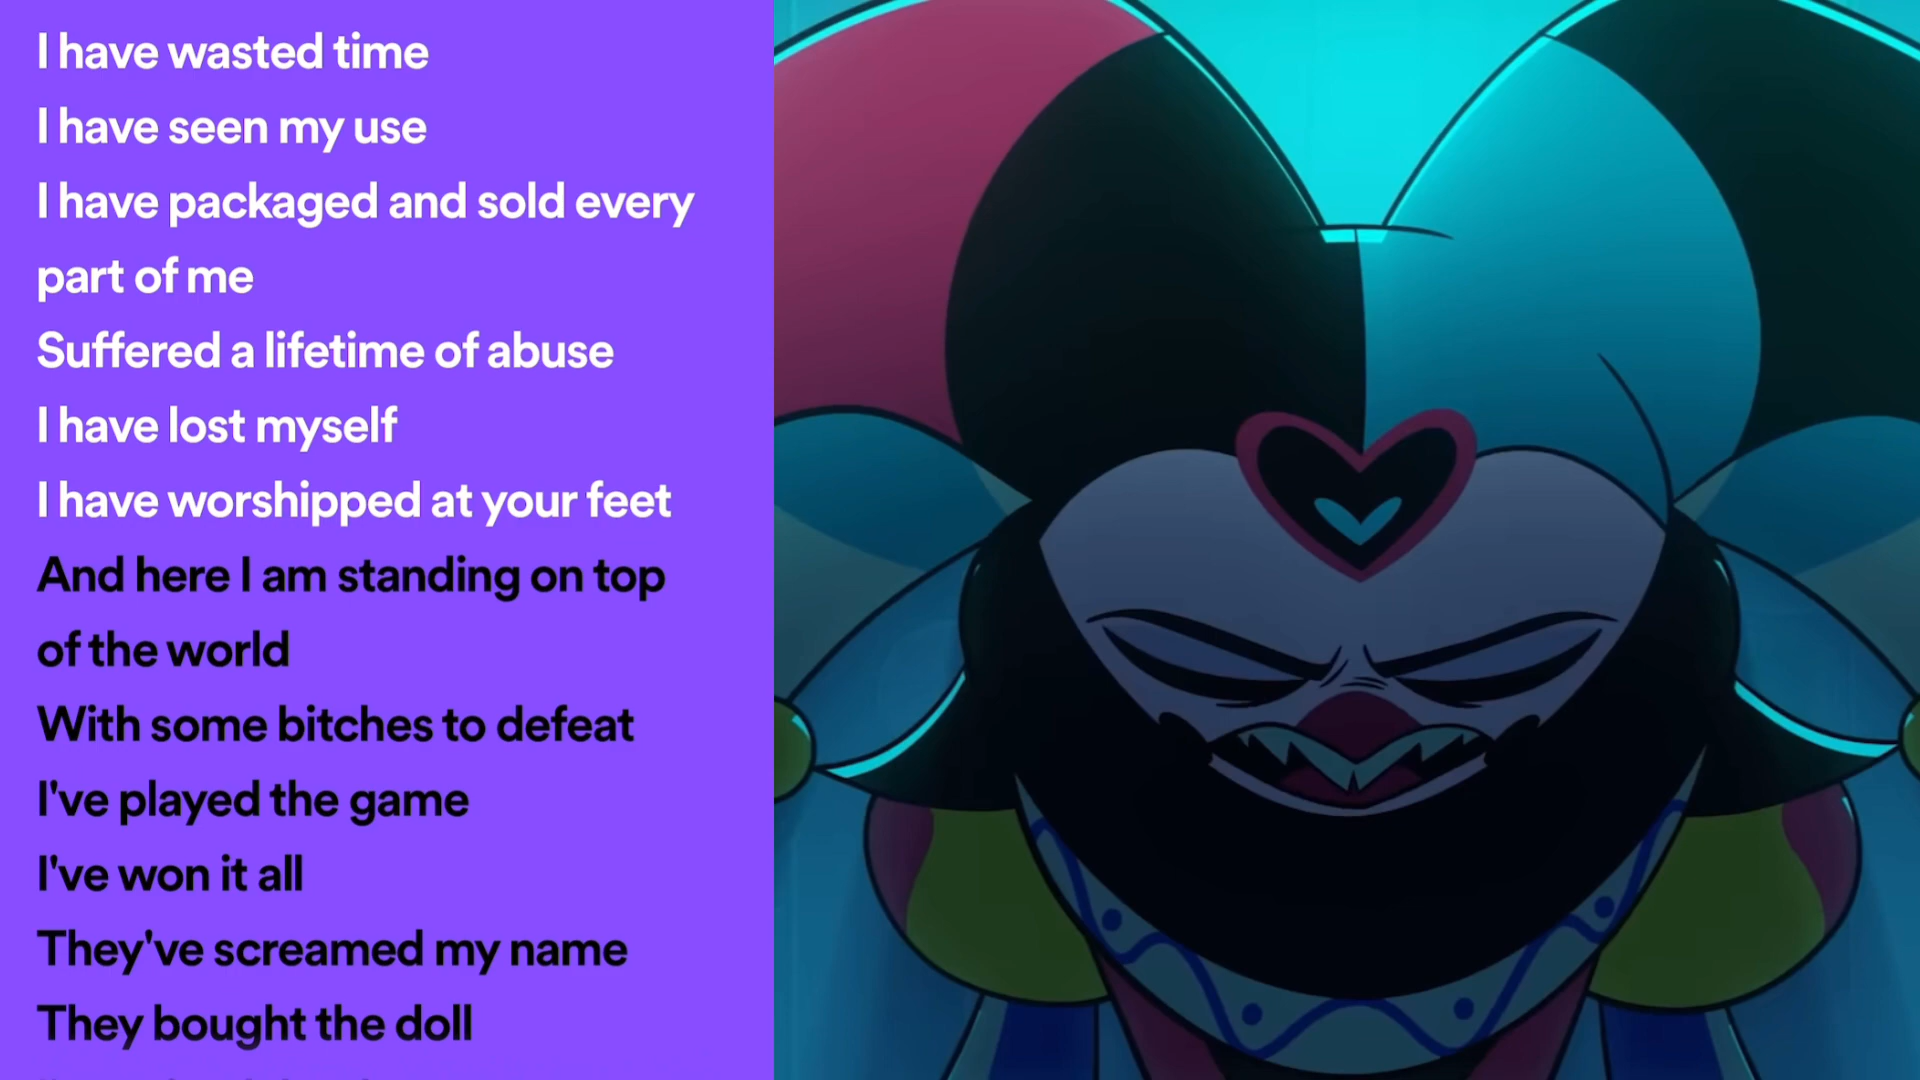 I have wasted time
I have seen my use
I have packaged and sold every
part of me
Suffered a lifetime of abuse
I have lost myself
I have worshipped at your feet
And here I am standing on top
of the world
With some bitches to defeat
I've played the game
I've won it all
They've screamed my name
They bought the doll